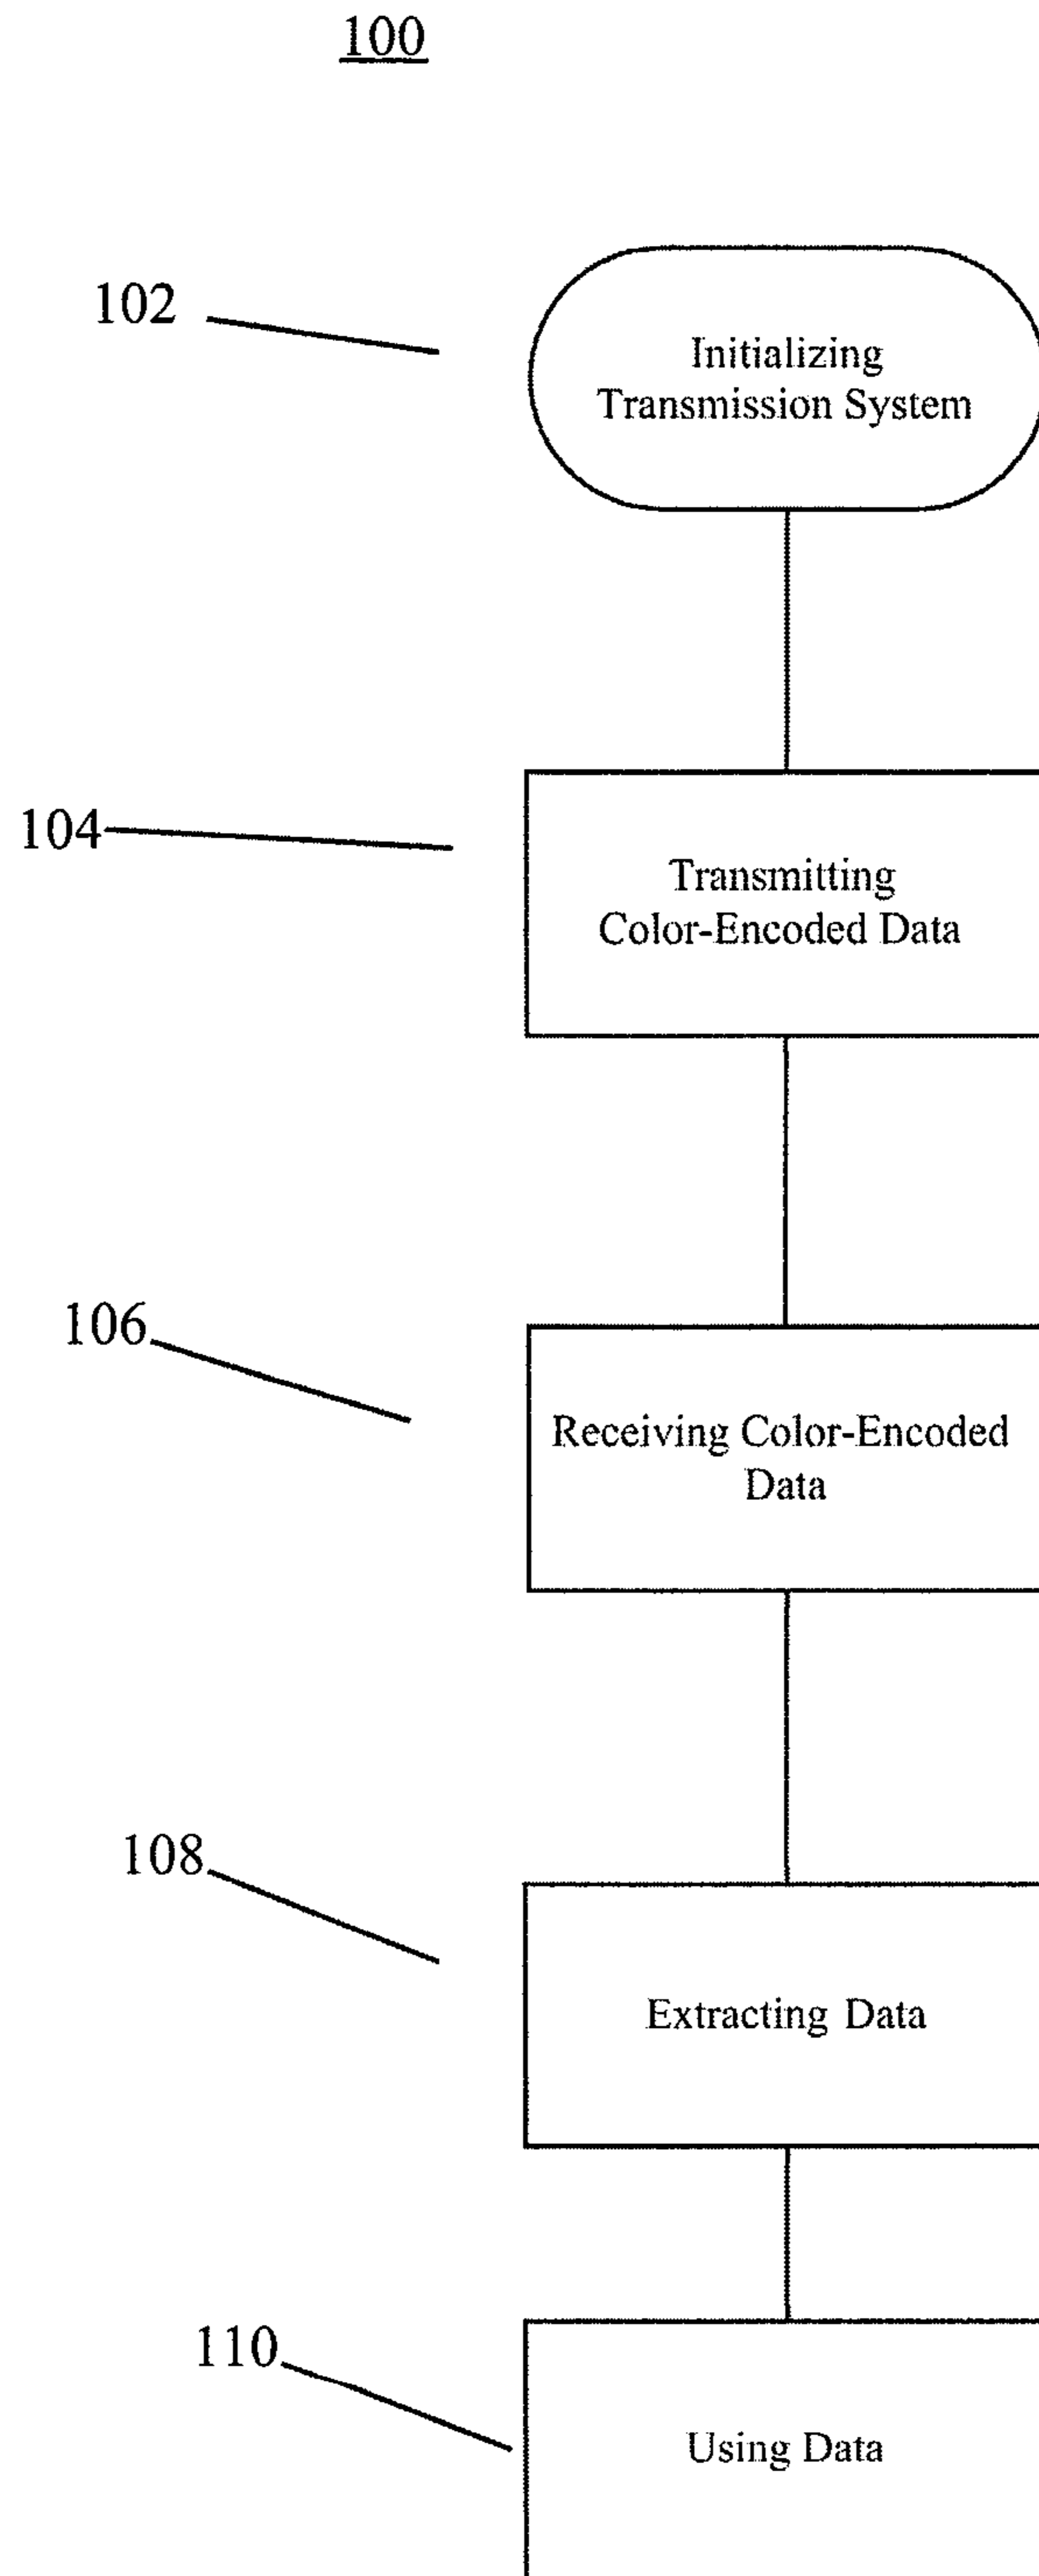 100
102
Initializing
Transmission System
104
Transmitting
Color-Encoded Data
106
Receiving Color-Encoded
Data
108
Extracting Data
110
Using Data